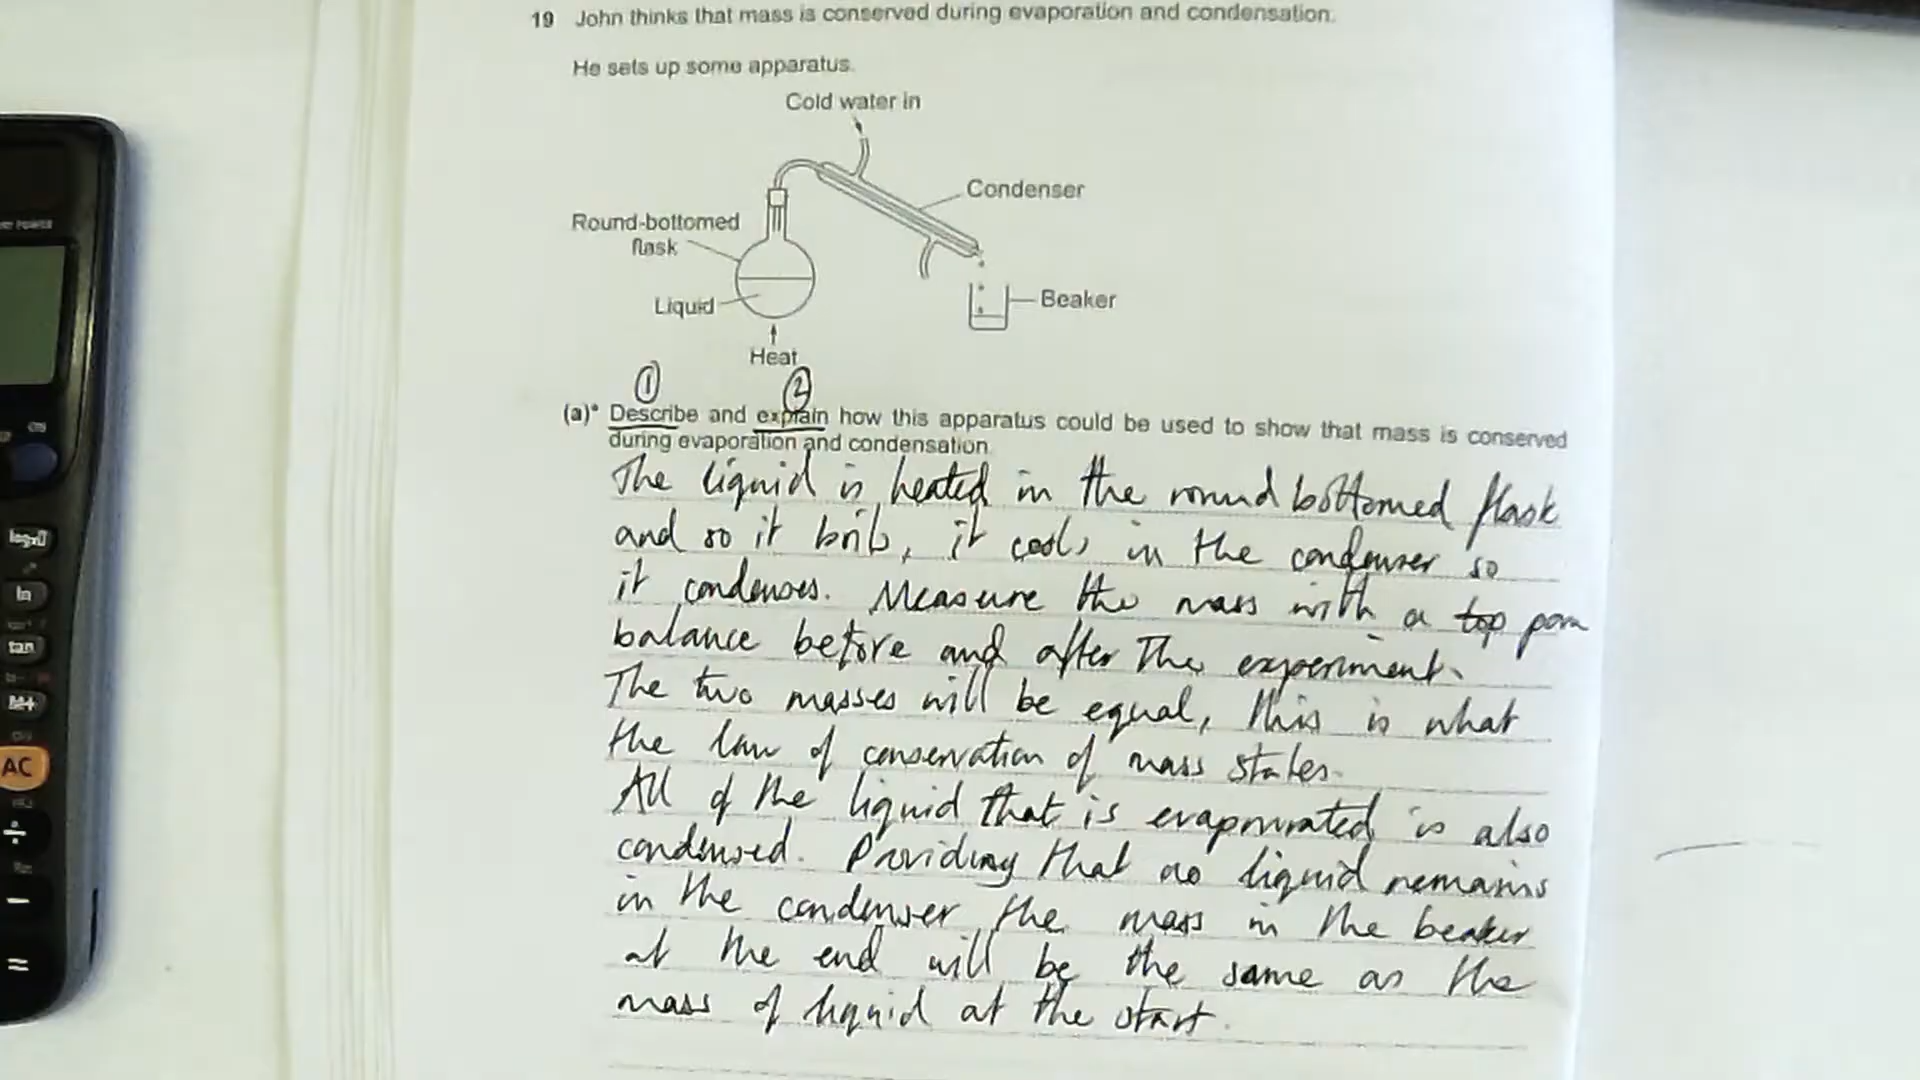 19 John thinks that mass is conserved during evaporation and condensation.
He sets up some apparatus.
Cold water in
Condenser
Round-bottomed
flask
Liquid
Beaker
Heat
① ②
(a)* Describe and explain how this apparatus could be used to show that mass is conserved
during evaporation and condensation.
The liquid is heated in the round bottomed flask
and so it boils, it cools in the condenser so
it condenses. Measure the mass with a top pan
balance before and after the experiment.
The two masses will be equal, this is what
the law of conservation of mass states.
All of the liquid that is evaporated is also
condensed. Providing that no liquid remains
in the condenser the mass in the beaker
at the end will be the same as the
mass of liquid at the start.
POWER
ON
ln
tan
M+
AC
÷
−
=